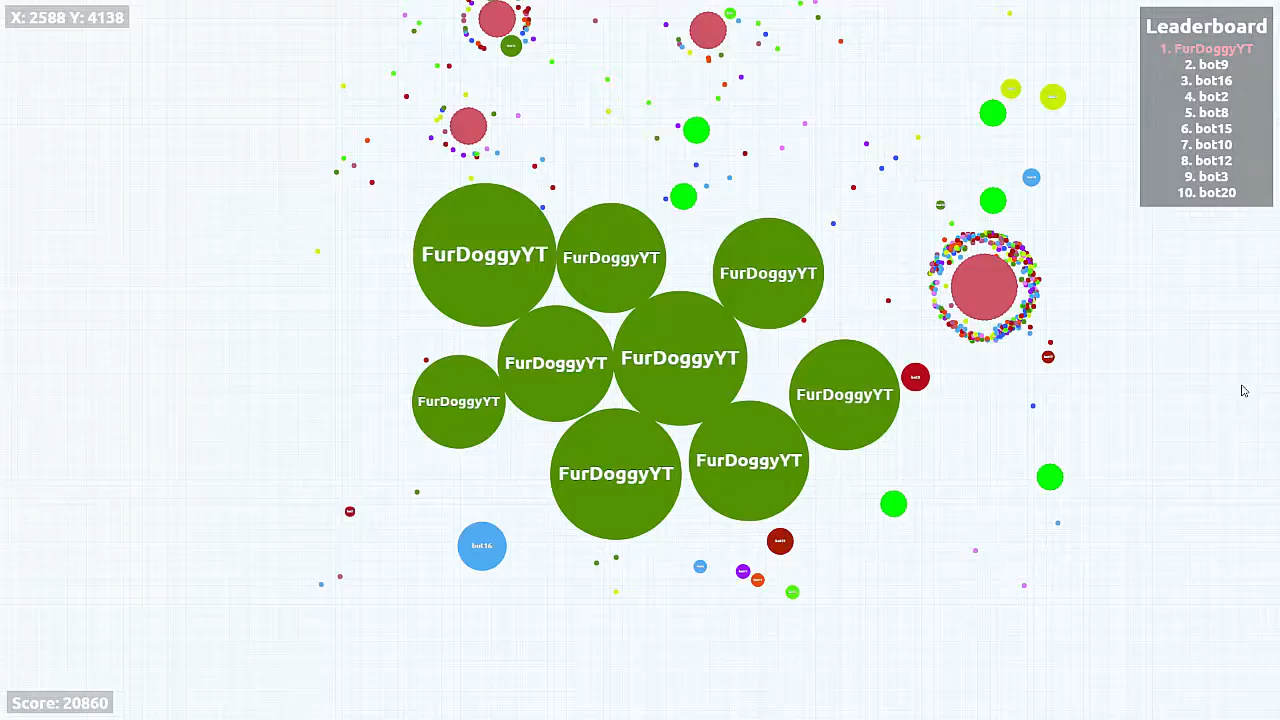 X: 2588 Y: 4138
Leaderboard
1. FurDoggyYT
2. bot9
3. bot16
4. bot2
5. bot8
6. bot15
7. bot10
8. bot12
9. bot3
10. bot20
FurDoggyYT
FurDoggyYT
FurDoggyYT
FurDoggyYT
FurDoggyYT
FurDoggyYT
FurDoggyYT
FurDoggyYT
FurDoggyYT
bot16
Score: 20860